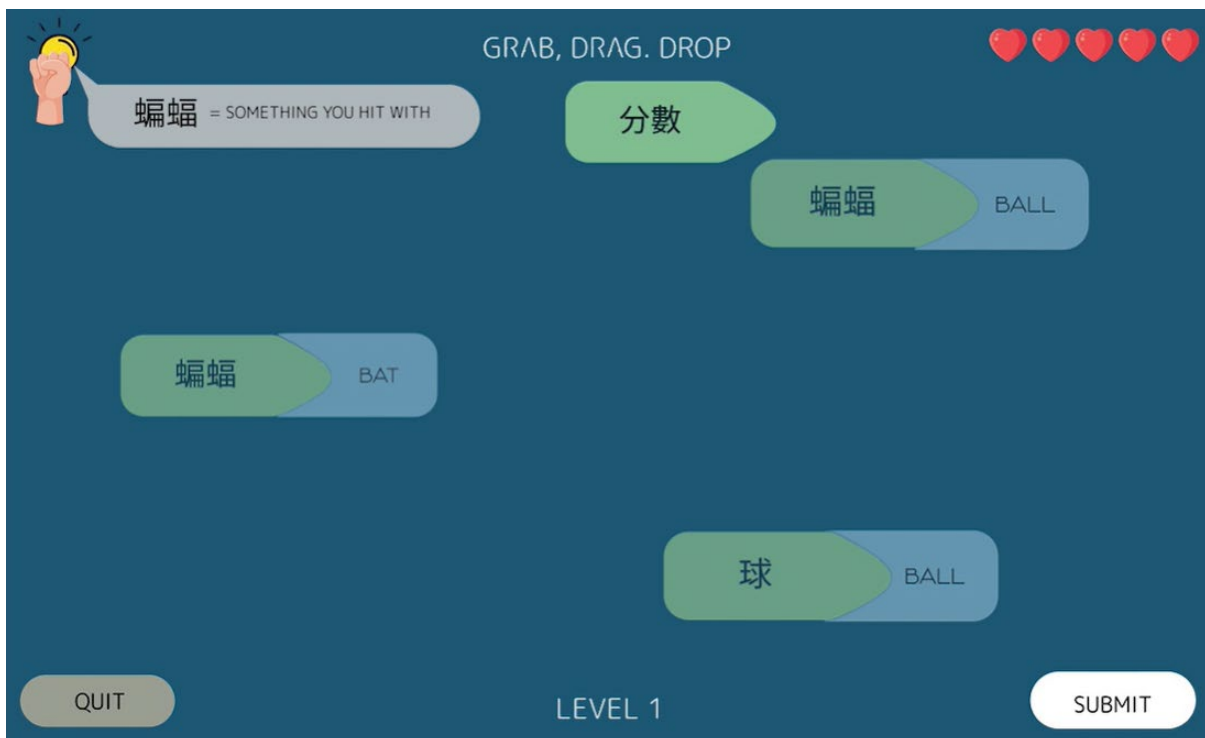 GRAB, DRAG. DROP
蝙蝠 = SOMETHING YOU HIT WITH
分數
蝙蝠 BALL
蝙蝠 BAT
球 BALL
QUIT
LEVEL 1
SUBMIT